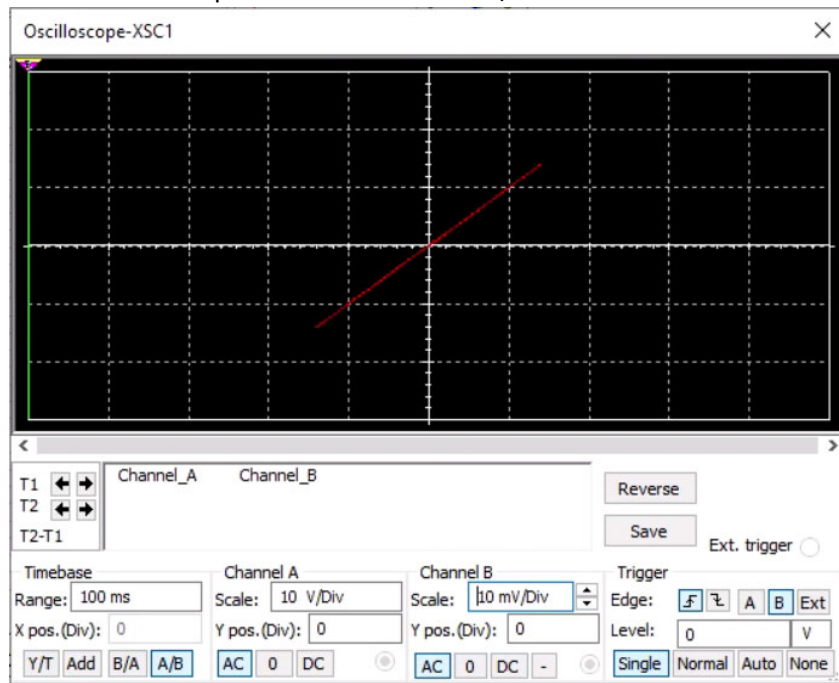 Oscilloscope-XSC1
T1
T2
T2-T1
Channel_A Channel_B
Reverse
Save
Ext. trigger
Timebase
Range: 100 ms
X pos.(Div): 0
Y/T Add B/A A/B
Channel A
Scale: 10 V/Div
Y pos.(Div): 0
AC 0 DC
Channel B
Scale: 10 mV/Div
Y pos.(Div): 0
AC 0 DC -
Trigger
Edge: A B Ext
Level: 0 V
Single Normal Auto None